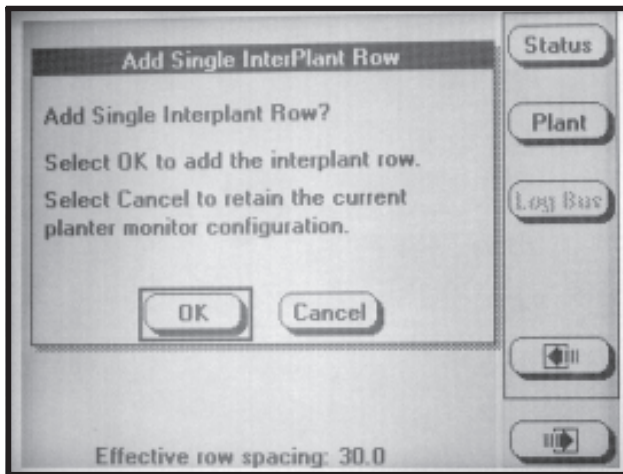 Add Single InterPlant Row
Add Single Interplant Row?
Select OK to add the interplant row.
Select Cancel to retain the current
planter monitor configuration.
OK
Cancel
Effective row spacing: 30.0
Status
Plant
Log Bus